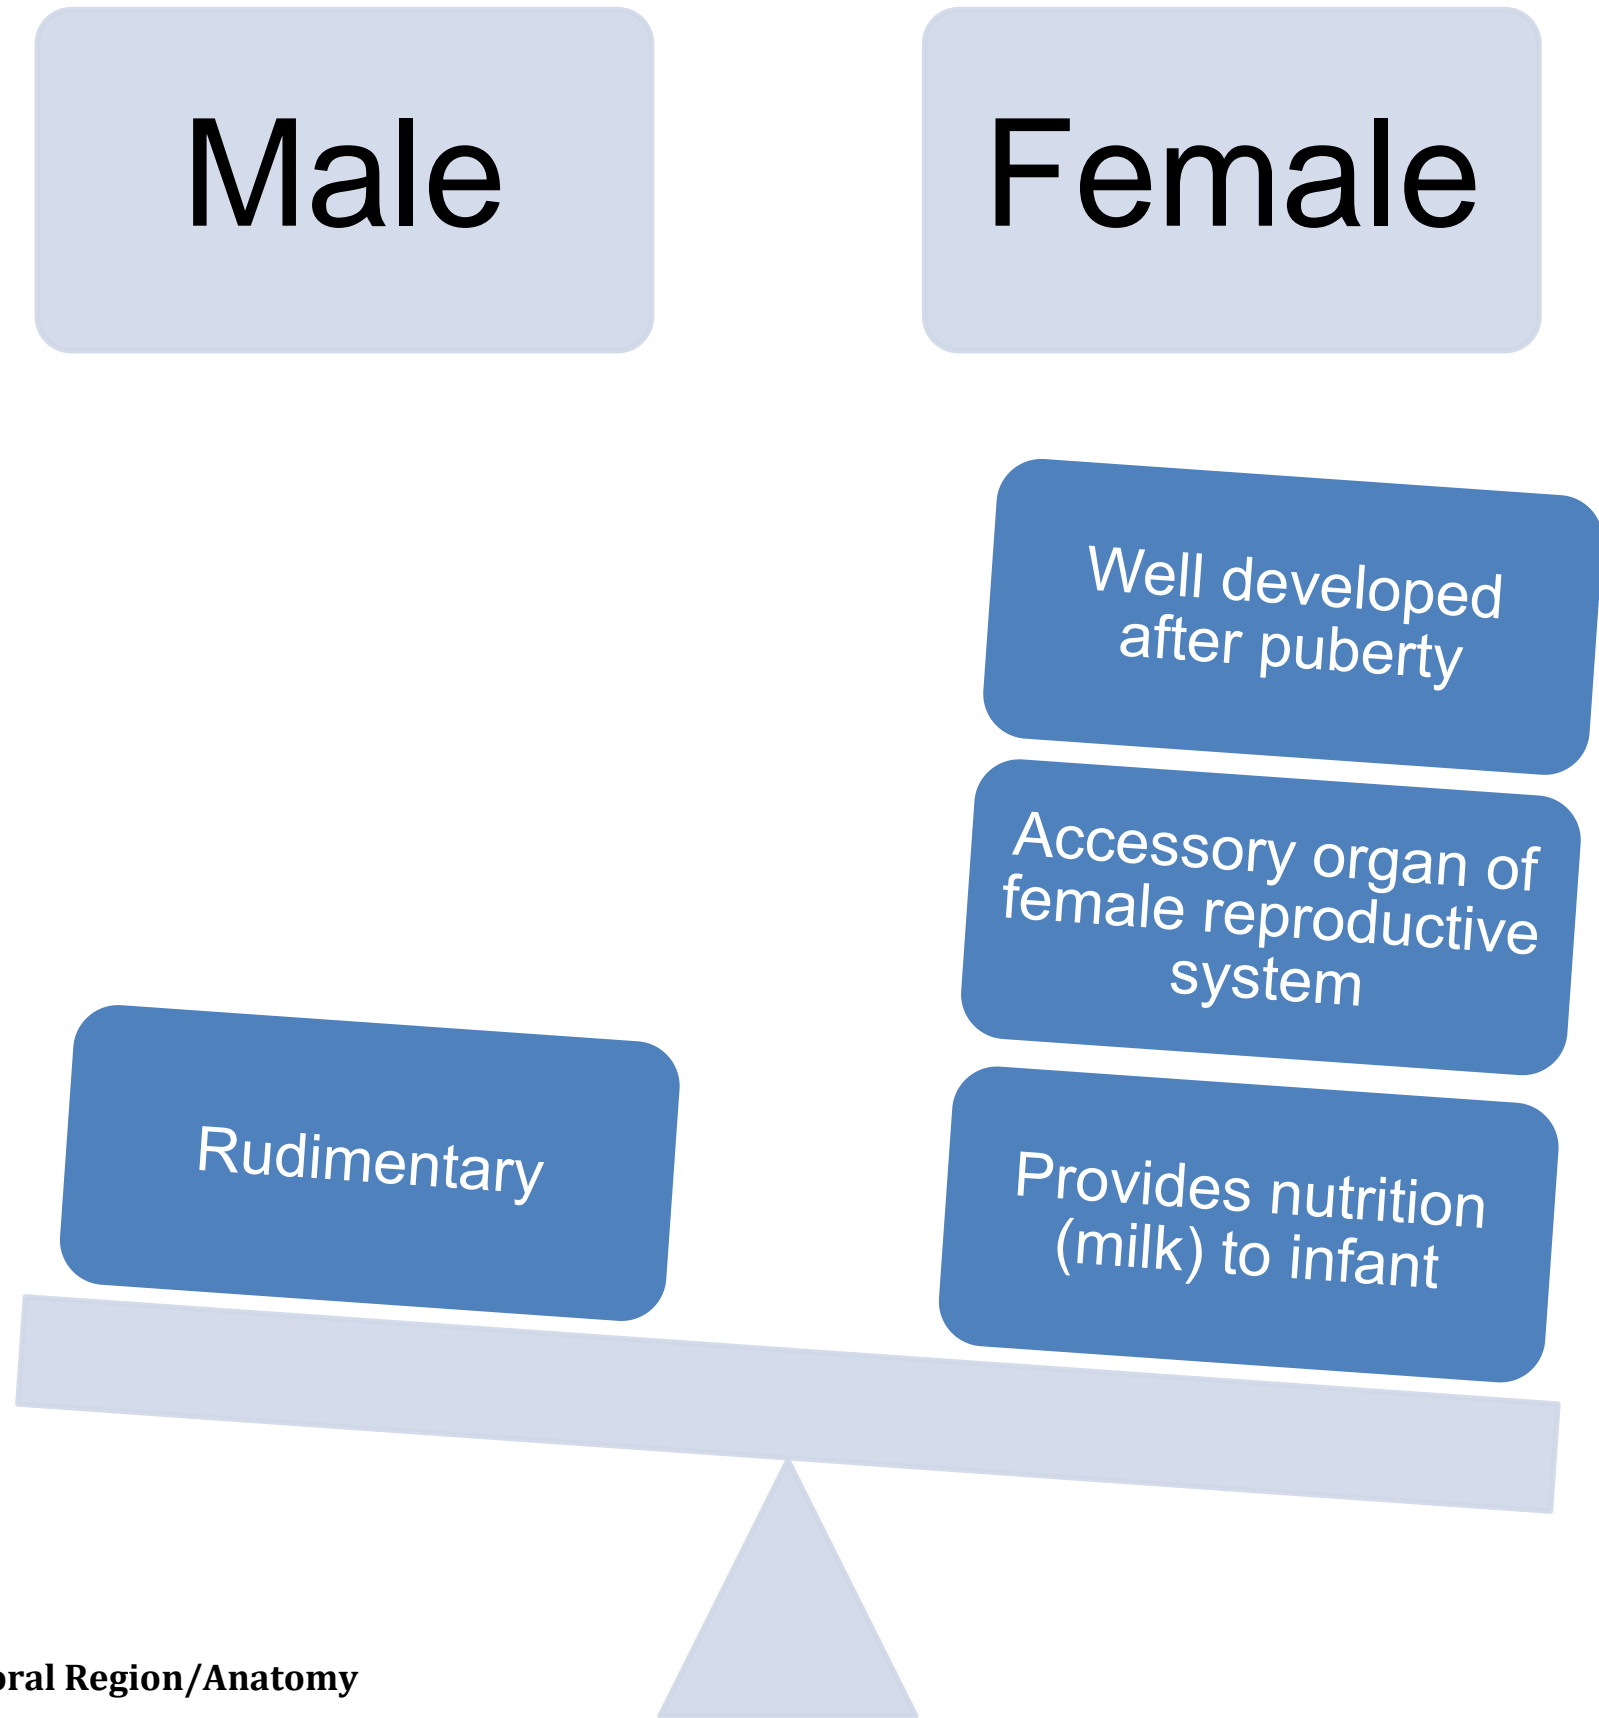 Male
Female
Well developed
after puberty
Accessory organ of
female reproductive
system
Rudimentary
Provides nutrition
(milk) to infant
Region/Anatomy